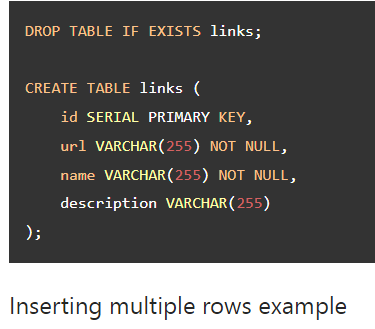 DROP TABLE IF EXISTS links;
CREATE TABLE links (
id SERIAL PRIMARY KEY,
url VARCHAR(255) NOT NULL,
name VARCHAR(255) NOT NULL,
description VARCHAR(255)
);
Inserting multiple rows example